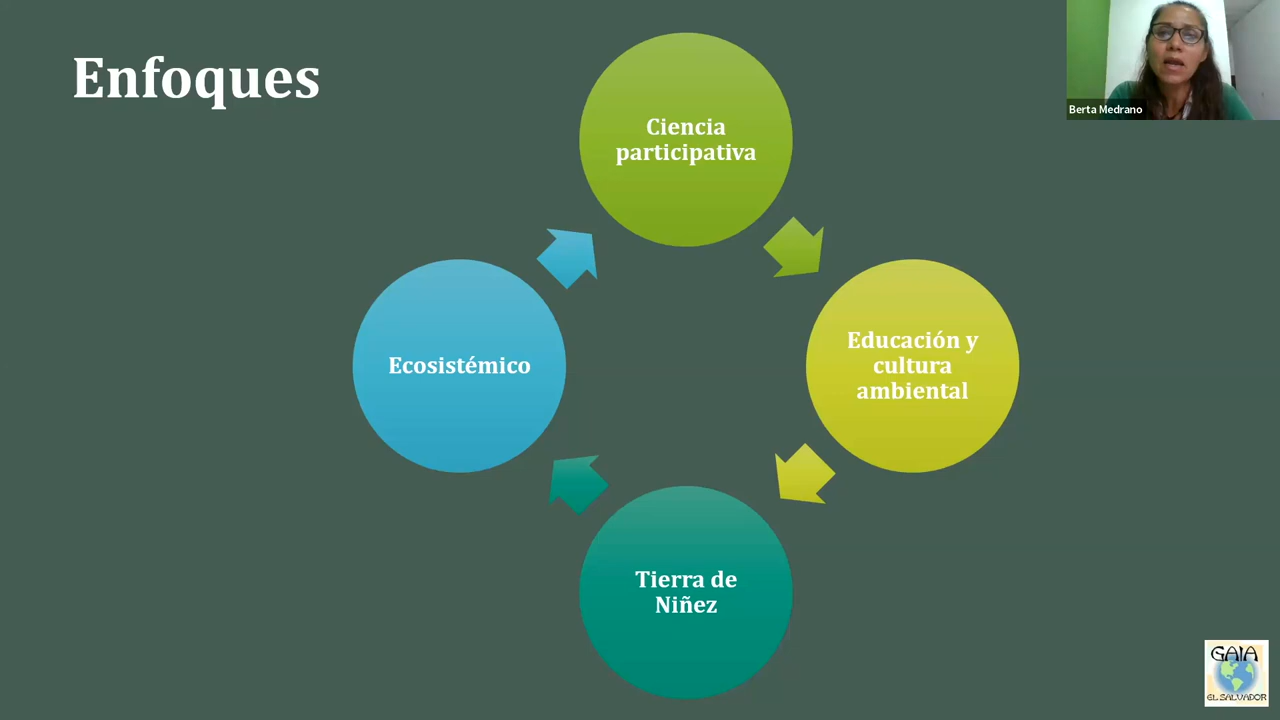 Enfoques
Berta Medrano
Ciencia
participativa
Educación y
cultura
ambiental
Tierra de
Niñez
Ecosistémico
GAIA
EL SALVADOR